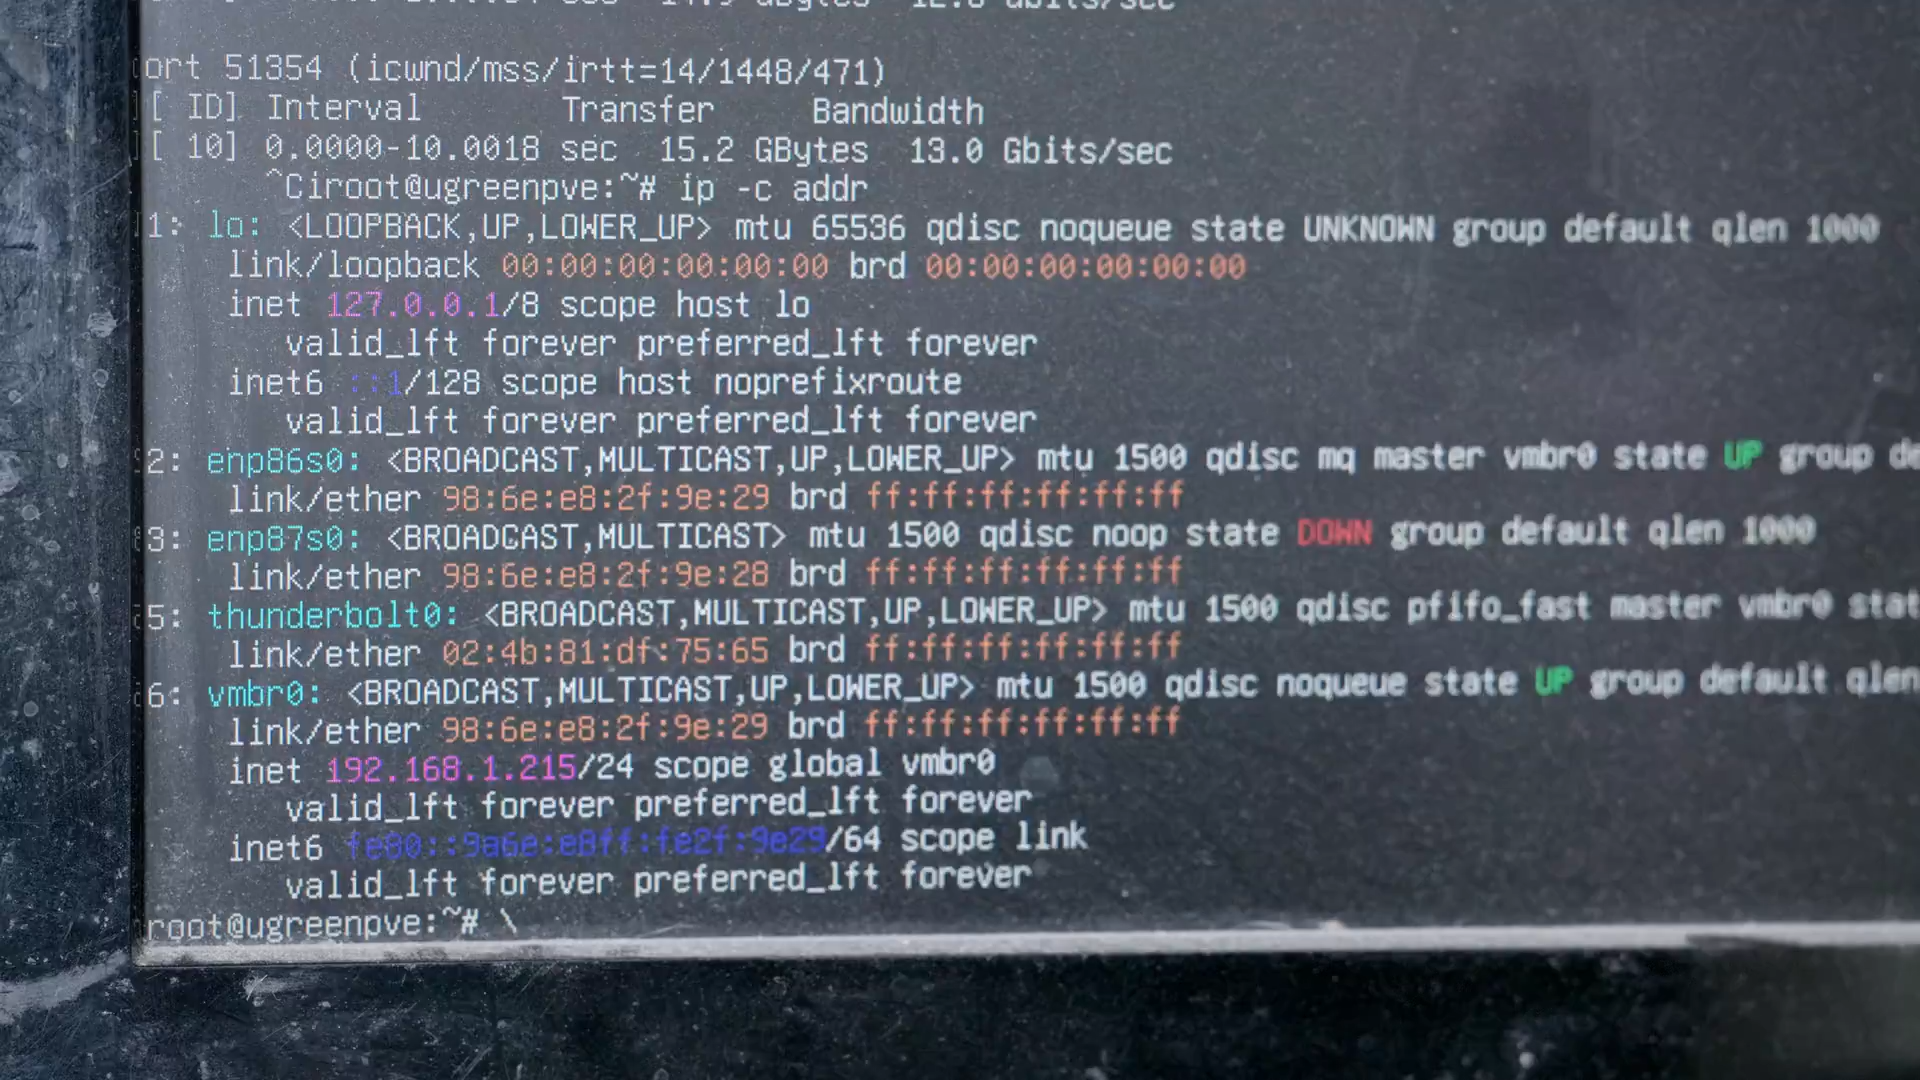 14.9 GBytes 12.8 Gbits/sec
ort 51354 (icwnd/mss/irtt=14/1448/471)
[ ID] Interval Transfer Bandwidth
[ 10] 0.0000-10.0018 sec 15.2 GBytes 13.0 Gbits/sec
^Ciroot@ugreenpve:~# ip -c addr
1: lo: <LOOPBACK,UP,LOWER_UP> mtu 65536 qdisc noqueue state UNKNOWN group default qlen 1000
link/loopback 00:00:00:00:00:00 brd 00:00:00:00:00:00
inet 127.0.0.1/8 scope host lo
valid_lft forever preferred_lft forever
inet6 ::1/128 scope host noprefixroute
valid_lft forever preferred_lft forever
2: enp86s0: <BROADCAST,MULTICAST,UP,LOWER_UP> mtu 1500 qdisc mq master vmbr0 state UP group de
link/ether 98:6e:e8:2f:9e:29 brd ff:ff:ff:ff:ff:ff
3: enp87s0: <BROADCAST,MULTICAST> mtu 1500 qdisc noop state DOWN group default qlen 1000
link/ether 98:6e:e8:2f:9e:28 brd ff:ff:ff:ff:ff:ff
5: thunderbolt0: <BROADCAST,MULTICAST,UP,LOWER_UP> mtu 1500 qdisc pfifo_fast master vmbr0 stat
link/ether 02:4b:81:df:75:65 brd ff:ff:ff:ff:ff:ff
6: vmbr0: <BROADCAST,MULTICAST,UP,LOWER_UP> mtu 1500 qdisc noqueue state UP group default qlen
link/ether 98:6e:e8:2f:9e:29 brd ff:ff:ff:ff:ff:ff
inet 192.168.1.215/24 scope global vmbr0
valid_lft forever preferred_lft forever
inet6 fe80::9a6e:e8ff:fe2f:9e29/64 scope link
valid_lft forever preferred_lft forever
root@ugreenpve:~# \